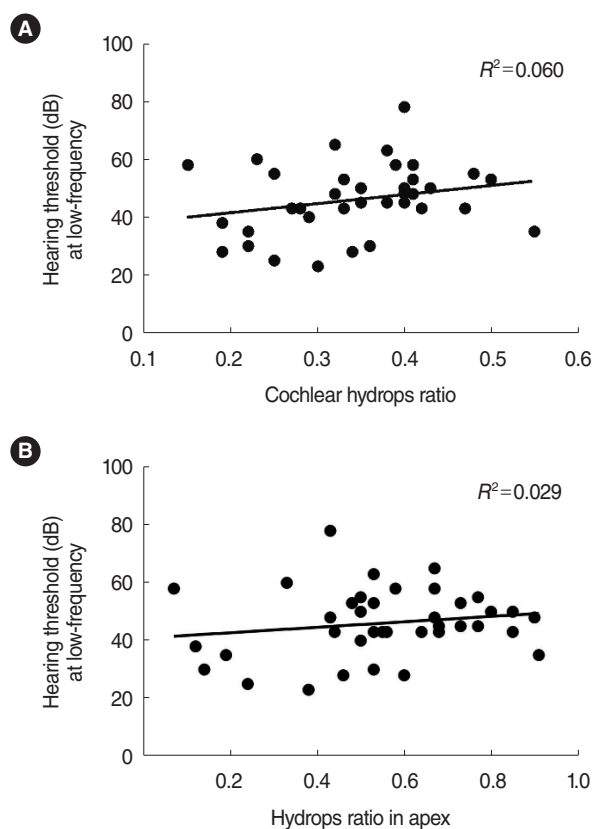 A
100
R²=0.060
80
60
40
20
0
Hearing threshold (dB)
at low-frequency
0.1 0.2 0.3 0.4 0.5 0.6
Cochlear hydrops ratio
B
100
R²=0.029
80
60
40
20
0
Hearing threshold (dB)
at low-frequency
0.2 0.4 0.6 0.8 1.0
Hydrops ratio in apex